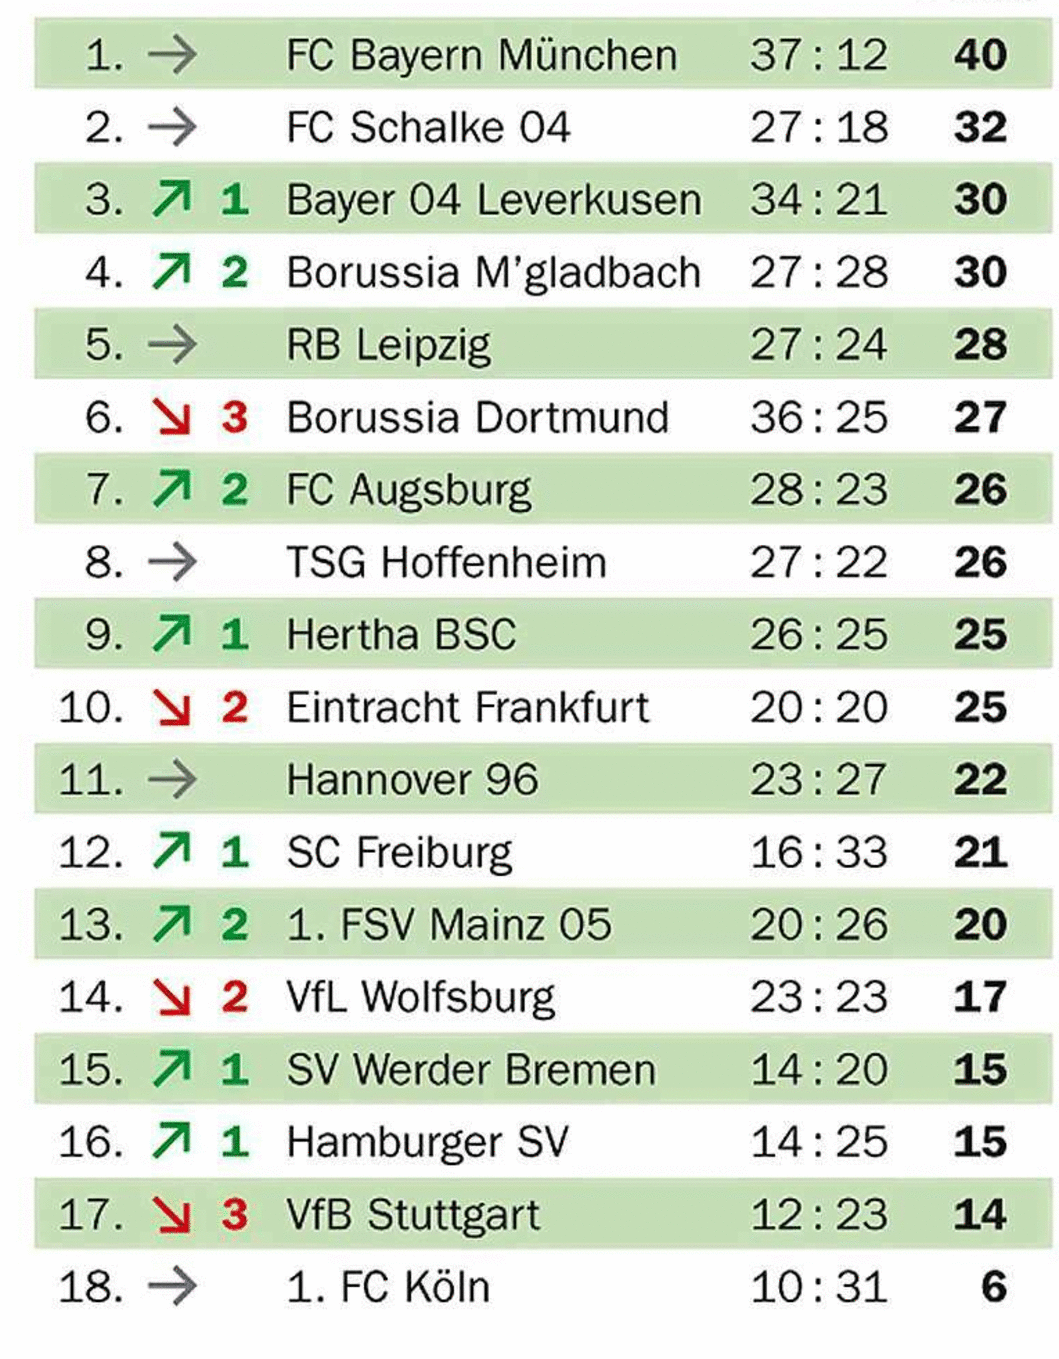 1. → FC Bayern München 37 : 12 40
2. → FC Schalke 04 27 : 18 32
3. ↗ 1 Bayer 04 Leverkusen 34 : 21 30
4. ↗ 2 Borussia M’gladbach 27 : 28 30
5. → RB Leipzig 27 : 24 28
6. ↘ 3 Borussia Dortmund 36 : 25 27
7. ↗ 2 FC Augsburg 28 : 23 26
8. → TSG Hoffenheim 27 : 22 26
9. ↗ 1 Hertha BSC 26 : 25 25
10. ↘ 2 Eintracht Frankfurt 20 : 20 25
11. → Hannover 96 23 : 27 22
12. ↗ 1 SC Freiburg 16 : 33 21
13. ↗ 2 1. FSV Mainz 05 20 : 26 20
14. ↘ 2 VfL Wolfsburg 23 : 23 17
15. ↗ 1 SV Werder Bremen 14 : 20 15
16. ↗ 1 Hamburger SV 14 : 25 15
17. ↘ 3 VfB Stuttgart 12 : 23 14
18. → 1. FC Köln 10 : 31 6